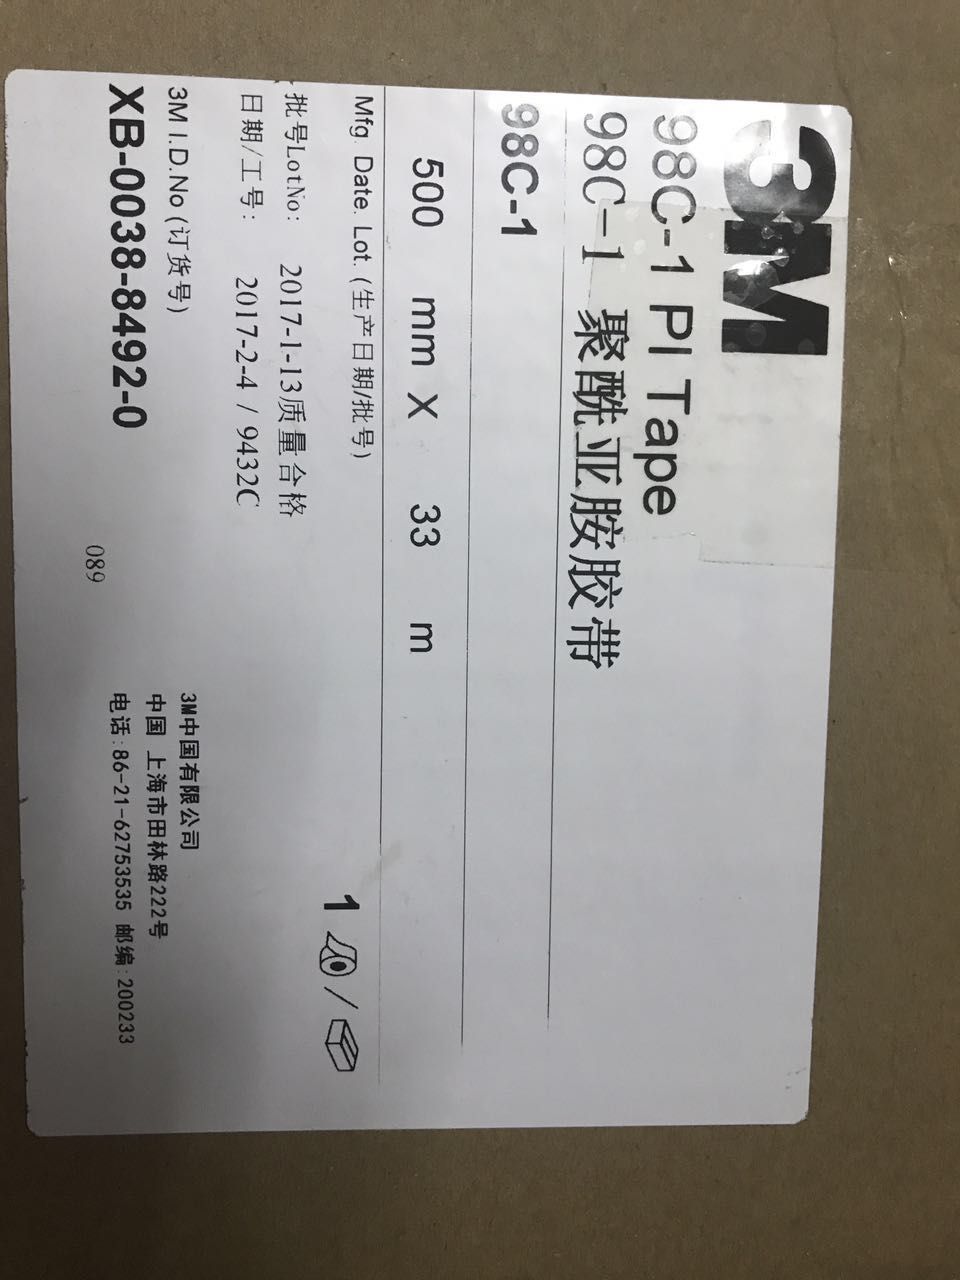 3M
98C-1 PI Tape
98C-1 聚酰亚胺胶带
98C-1
500 mm X 33 m
Mfg. Date. Lot. (生产日期/批号)
1 /
批号LotNo: 2017-1-13质量合格
日期/工号: 2017-2-4 / 9432C
3M I.D.No (订货号)
XB-0038-8492-0
089
3M中国有限公司
中国 上海市田林路222号
电话:86-21-62753535 邮编:200233